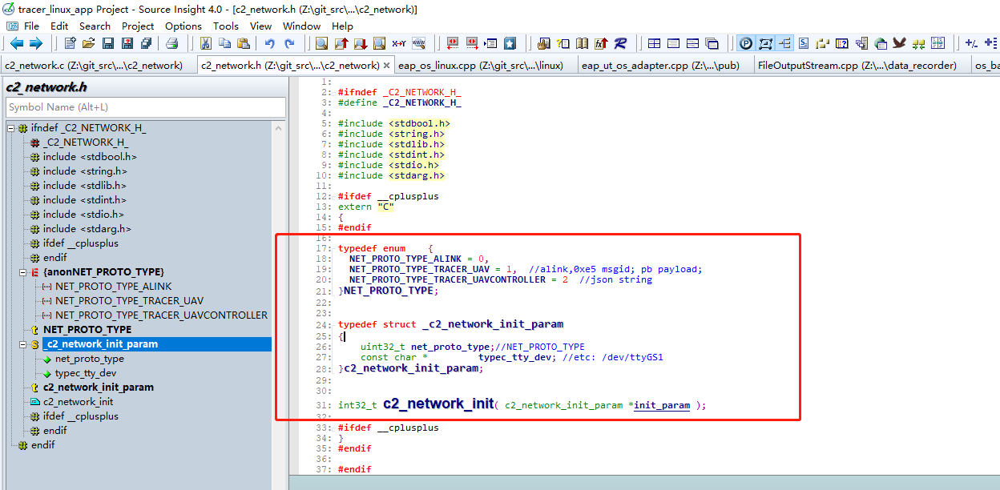 tracer_linux_app Project - Source Insight 4.0 - [c2_network.h (Z:\git_src\...\c2_network)]
File Edit Search Project Options Tools View Window Help
c2_network.c (Z:\git_src\...\c2_network) c2_network.h (Z:\git_src\...\c2_network) eap_os_linux.cpp (Z:\git_src\...\linux) eap_ut_os_adapter.cpp (Z:\...\pub) FileOutputStream.cpp (Z:\...\data_recorder) os_ba
c2_network.h
Symbol Name (Alt+L)
ifndef _C2_NETWORK_H_
_C2_NETWORK_H_
include <stdbool.h>
include <string.h>
include <stdlib.h>
include <stdint.h>
include <stdio.h>
include <stdarg.h>
ifdef __cplusplus
endif
{anonNET_PROTO_TYPE}
NET_PROTO_TYPE_ALINK
NET_PROTO_TYPE_TRACER_UAV
NET_PROTO_TYPE_TRACER_UAVCONTROLLER
NET_PROTO_TYPE
_c2_network_init_param
net_proto_type
typec_tty_dev
c2_network_init_param
c2_network_init
ifdef __cplusplus
endif
endif
1:
2: #ifndef _C2_NETWORK_H_
3: #define _C2_NETWORK_H_
4:
5: #include <stdbool.h>
6: #include <string.h>
7: #include <stdlib.h>
8: #include <stdint.h>
9: #include <stdio.h>
10: #include <stdarg.h>
11:
12: #ifdef __cplusplus
13: extern "C"
14: {
15: #endif
16:
17: typedef enum {
18: NET_PROTO_TYPE_ALINK = 0,
19: NET_PROTO_TYPE_TRACER_UAV = 1, //alink,0xe5 msgid; pb payload;
20: NET_PROTO_TYPE_TRACER_UAVCONTROLLER = 2 //json string
21: }NET_PROTO_TYPE;
22:
23:
24: typedef struct _c2_network_init_param
25: {
26: uint32_t net_proto_type;//NET_PROTO_TYPE
27: const char * typec_tty_dev; //etc: /dev/ttyGS1
28: }c2_network_init_param;
29:
30:
31: int32_t c2_network_init( c2_network_init_param *init_param );
32:
33: #ifdef __cplusplus
34: }
35: #endif
36:
37: #endif